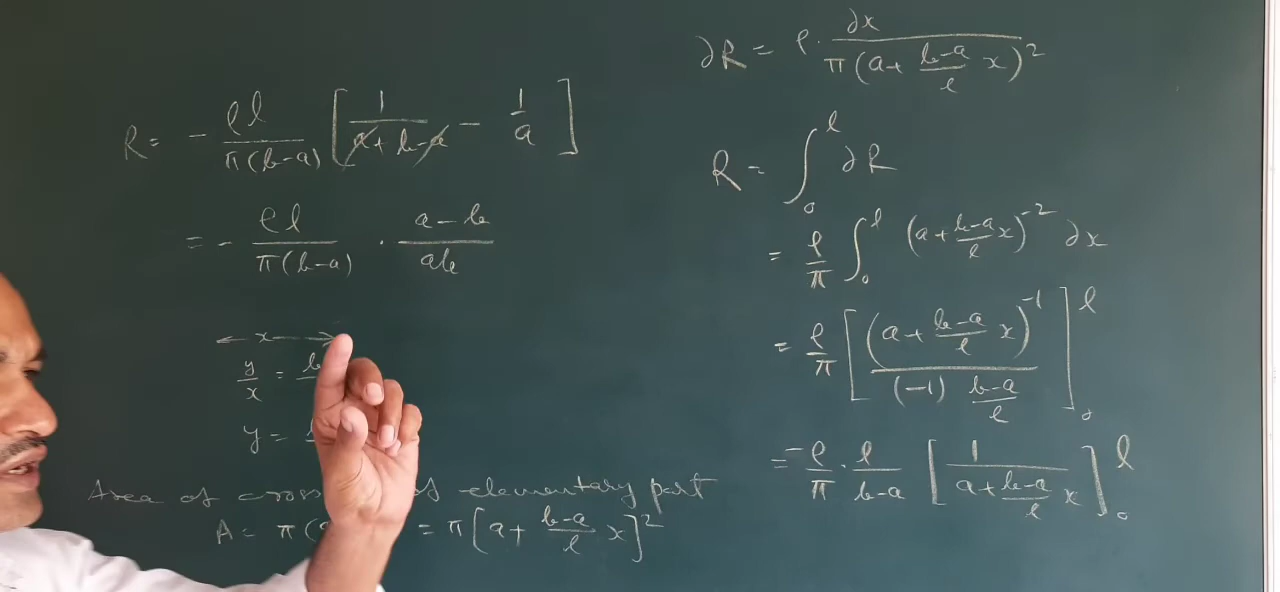 R = - ρl / π(b-a) [ 1 / a+b-a - 1/a ]
= - ρl / π(b-a) . a-b / ab
x
y/x =
y =
Area of cross of elementary part
A = π( = π[a + b-a/l x]²
∂R = ρ. ∂x / π(a + b-a/l x)²
R = ∫₀ˡ ∂R
= ρ/π ∫₀ˡ (a + b-a/l x)⁻² ∂x
= ρ/π [ (a + b-a/l x)⁻¹ / (-1) b-a/l ]₀ˡ
= -ρ/π . l/b-a [ 1 / a + b-a/l x ]₀ˡ